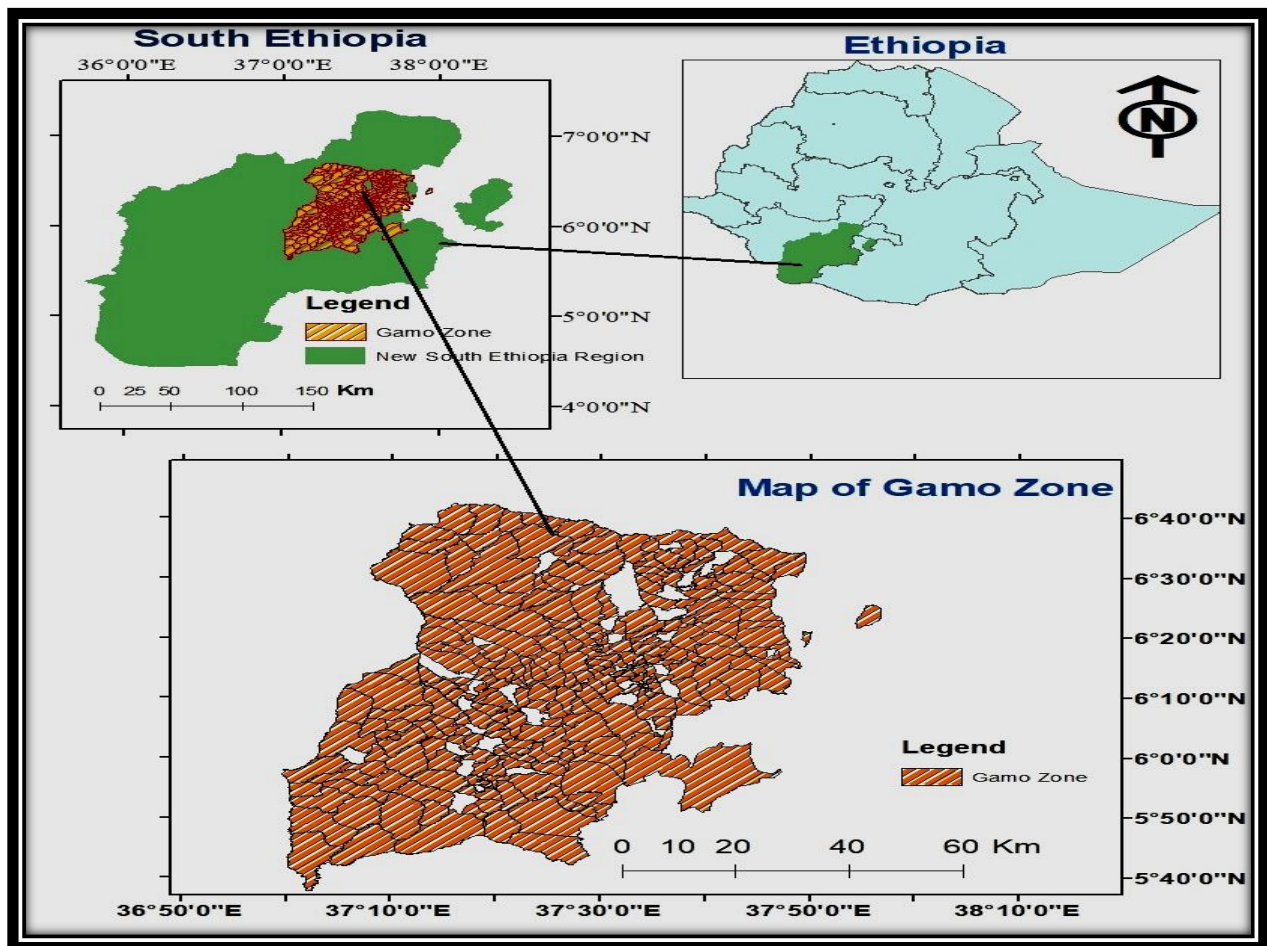 South Ethiopia
36°0'0"E 37°0'0"E 38°0'0"E
7°0'0"N
6°0'0"N
5°0'0"N
4°0'0"N
Legend
Gamo Zone
New South Ethiopia Region
0 25 50 100 150 Km
Ethiopia
N
Map of Gamo Zone
6°40'0"N
6°30'0"N
6°20'0"N
6°10'0"N
6°0'0"N
5°50'0"N
5°40'0"N
Legend
Gamo Zone
0 10 20 40 60 Km
36°50'0"E 37°10'0"E 37°30'0"E 37°50'0"E 38°10'0"E